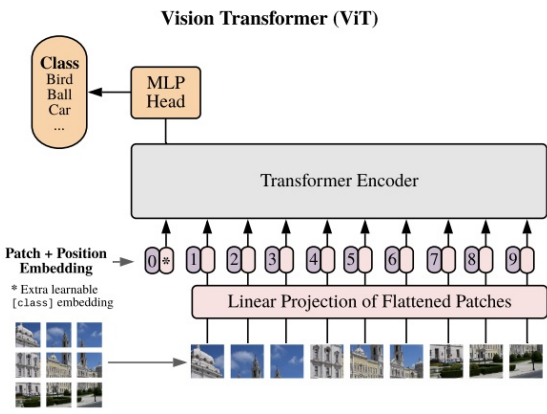 Vision Transformer (ViT)
Class
Bird
Ball
Car
...
MLP
Head
Transformer Encoder
Patch + Position
Embedding
0 * 1 2 3 4 5 6 7 8 9
* Extra learnable
[class] embedding
Linear Projection of Flattened Patches